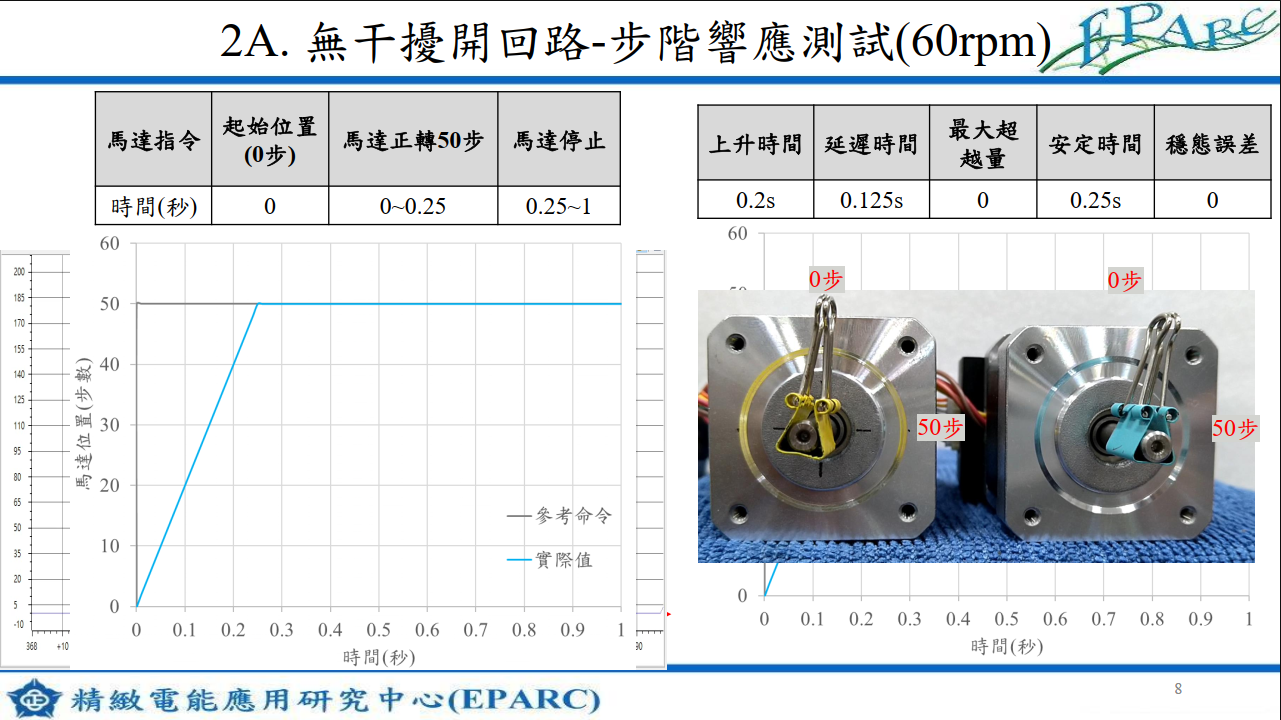 2A. 無干擾開回路-步階響應測試(60rpm)
EPARC
馬達指令
起始位置
(0步)
馬達正轉50步
馬達停止
時間(秒)
0
0~0.25
0.25~1
上升時間
延遲時間
最大超
越量
安定時間
穩態誤差
0.2s
0.125s
0
0.25s
0
200
185
170
155
140
125
110
95
80
65
50
35
20
5
-10
368
+10
60
50
40
30
20
10
0
馬達位置(步數)
參考命令
實際值
0 0.1 0.2 0.3 0.4 0.5 0.6 0.7 0.8 0.9 1
時間(秒)
90
60
0步
0步
50步
50步
0
0 0.1 0.2 0.3 0.4 0.5 0.6 0.7 0.8 0.9 1
時間(秒)
精緻電能應用研究中心(EPARC)
8